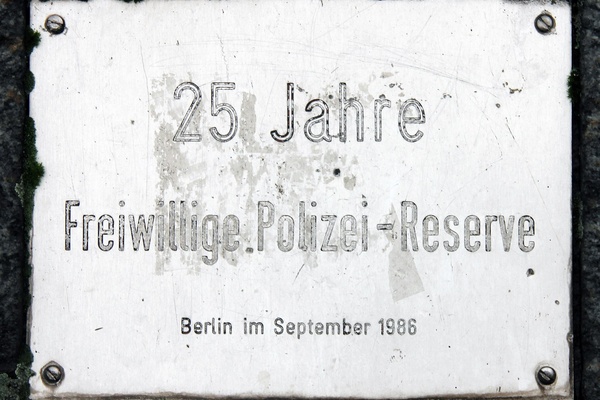 25 Jahre
Freiwillige Polizei-Reserve
Berlin im September 1986